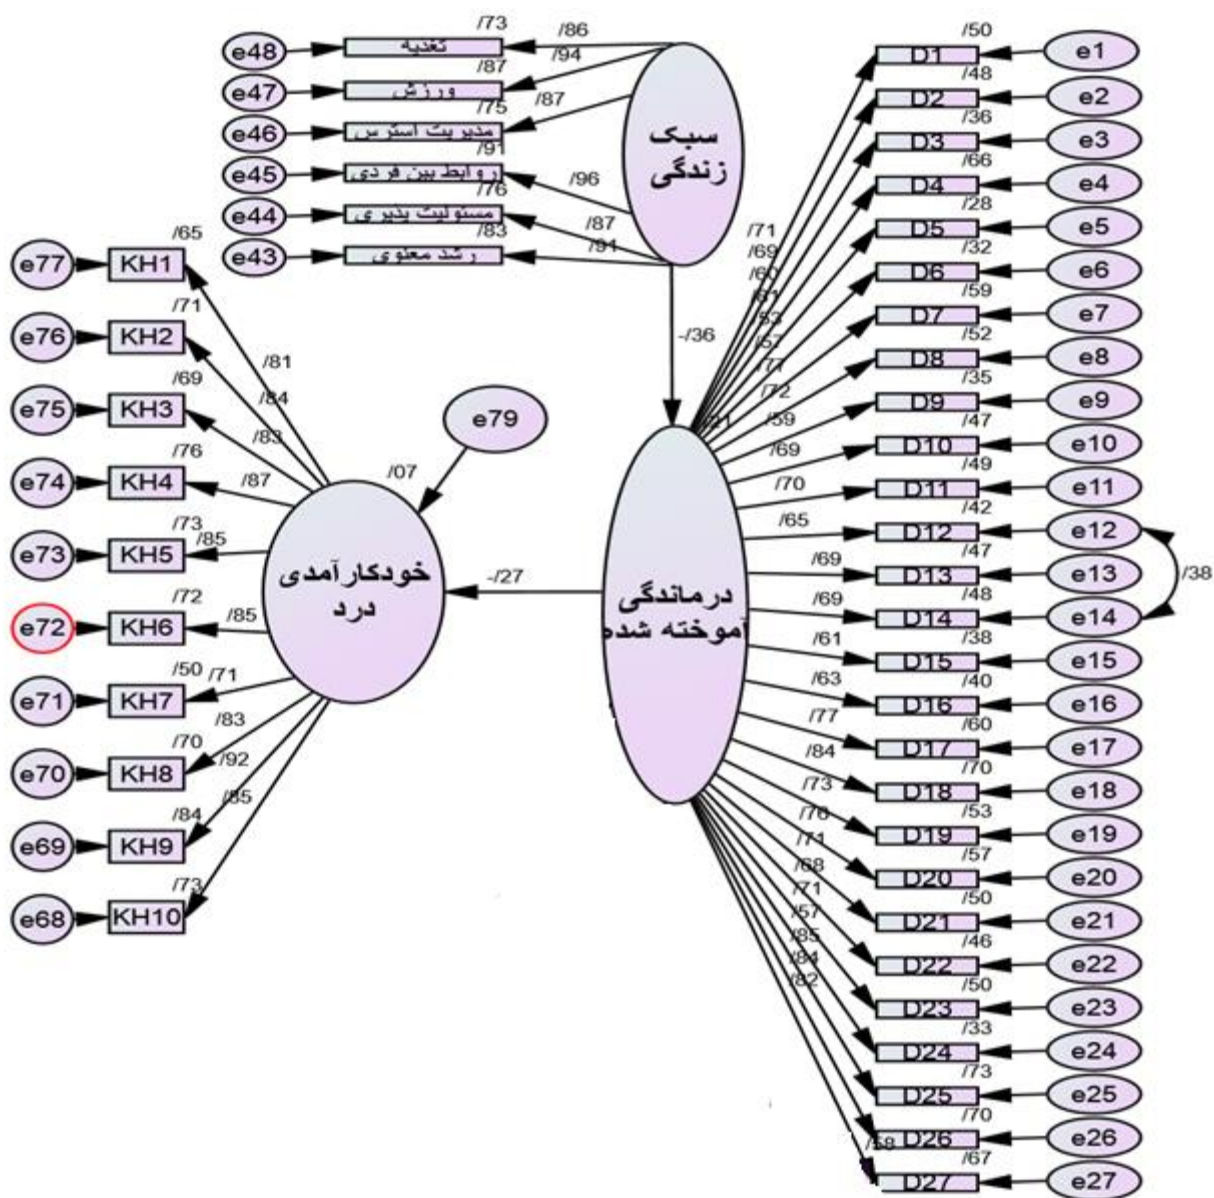 /73
/86
e48
تغذیه
/94
/87
e47
ورزش
/87
/75
e46
مدیریت استرس
/91
e45
روابط بین فردی
/96
/76
e44
مسئولیت پذیری
/87
/83
e43
رشد معنوی
/91
سبک
زندگی
-/36
/65
e77
KH1
/81
/71
e76
KH2
/84
/69
e75
KH3
/83
/76
e74
KH4
/87
/73
e73
KH5
/85
/72
e72
KH6
/85
/50
e71
KH7
/71
/70
e70
KH8
/83
/84
e69
KH9
/92
/73
e68
KH10
/85
e79
/07
خودکارآمدی
درد
-/27
درماندگی
آموخته شده
/50
/71
D1
e1
/48
/69
D2
e2
/36
/60
D3
e3
/66
D4
e4
/28
/53
D5
e5
/32
/57
D6
e6
/59
/77
D7
e7
/52
/72
D8
e8
/35
/59
D9
e9
/47
/69
D10
e10
/49
/70
D11
e11
/42
/65
D12
e12
/47
/69
D13
e13
/38
/48
/69
D14
e14
/38
/61
D15
e15
/40
/63
D16
e16
/60
/77
D17
e17
/70
/84
D18
e18
/53
/73
D19
e19
/57
/76
D20
e20
/50
/71
D21
e21
/46
/68
D22
e22
/50
/71
D23
e23
/33
/57
D24
e24
/73
/85
D25
e25
/70
/84
D26
e26
/67
/82
D27
e27
/58